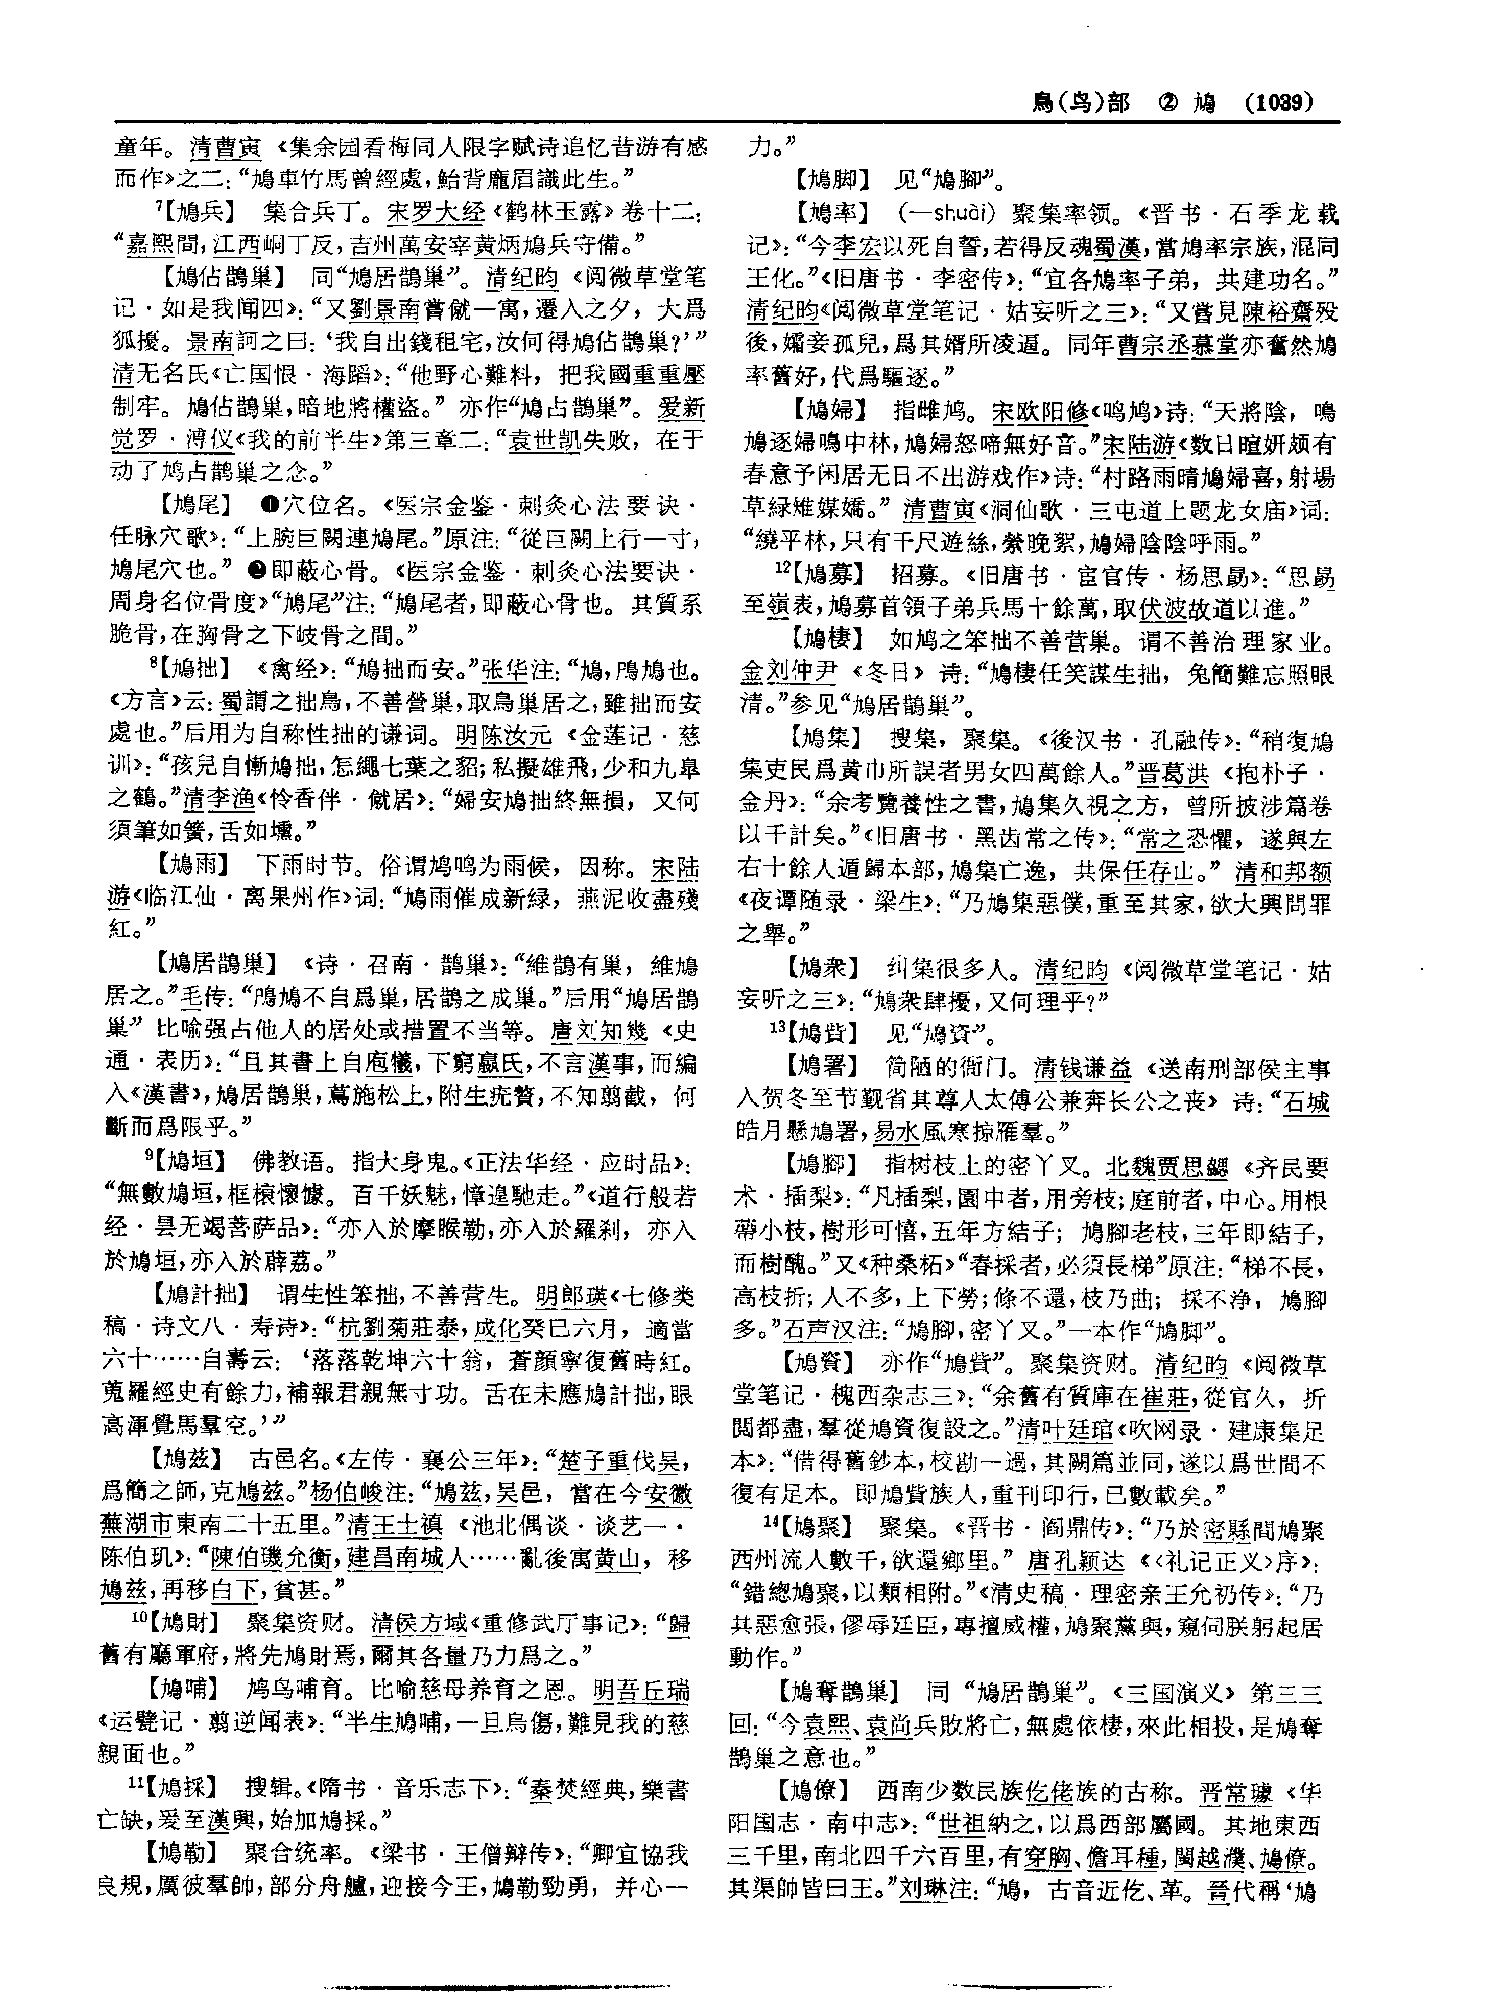 鳥(鸟)部 ② 鳩 (1039)
童年。清曹寅《集余园看梅同人限字赋诗追忆昔游有感
而作》之二:“鳩車竹馬曾經處,鮐背龐眉識此生。”
⁷【鳩兵】 集合兵丁。宋罗大经《鹤林玉露》卷十二:
“嘉熙間,江西峒丁反,吉州萬安宰黄炳鳩兵守備。”
【鳩佔鵲巢】 同“鳩居鵲巢”。清纪昀《阅微草堂笔
记·如是我闻四》:“又劉景南嘗僦一寓,遷入之夕,大爲
狐擾。景南訶之曰:‘我自出錢租宅,汝何得鳩佔鵲巢?’”
清无名氏《亡国恨·海蹈》:“他野心難料,把我國重重壓
制牢。鳩佔鵲巢,暗地將權盜。”亦作“鳩占鵲巢”。爱新
觉罗·溥仪《我的前半生》第三章二:“袁世凯失败,在于
动了鸠占鹊巢之念。”
【鳩尾】 ❶穴位名。《医宗金鉴·刺灸心法要诀·
任脉穴歌》:“上脘巨闕連鳩尾。”原注:“從巨闕上行一寸,
鳩尾穴也。”❷即蔽心骨。《医宗金鉴·刺灸心法要诀·
周身名位骨度》“鳩尾”注:“鳩尾者,即蔽心骨也。其質系
脆骨,在胸骨之下岐骨之間。”
⁸【鳩拙】 《禽经》:“鳩拙而安。”张华注:“鳩,鳲鳩也。
《方言》云:蜀謂之拙鳥,不善營巢,取鳥巢居之,雖拙而安
處也。”后用为自称性拙的谦词。明陈汝元《金莲记·慈
训》:“孩兒自慚鳩拙,怎繩七葉之貂;私擬雄飛,少和九臯
之鶴。”清李渔《怜香伴·僦居》:“婦安鳩拙終無損,又何
須筆如簧,舌如壎。”
【鳩雨】 下雨时节。俗谓鸠鸣为雨候,因称。宋陆
游《临江仙·离果州作》词:“鳩雨催成新緑,燕泥收盡殘
紅。”
【鳩居鵲巢】 《诗·召南·鹊巢》:“維鵲有巢,維鳩
居之。”毛传:“鳲鳩不自爲巢,居鵲之成巢。”后用“鳩居鵲
巢”比喻强占他人的居处或措置不当等。唐刘知幾《史
通·表历》:“且其書上自庖犧,下窮嬴氏,不言漢事,而編
入《漢書》,鳩居鵲巢,蔦施松上,附生疣贅,不知翦截,何
斷而爲限乎。”
⁹【鳩垣】 佛教语。指大身鬼。《正法华经·应时品》:
“無數鳩垣,框榱懷懅。百千妖魅,慞遑馳走。”《道行般若
经·昙无竭菩萨品》:“亦入於摩睺勒,亦入於羅刹,亦入
於鳩垣,亦入於薜荔。”
【鳩計拙】 谓生性笨拙,不善营生。明郎瑛《七修类
稿·诗文八·寿诗》:“杭劉菊莊泰,成化癸巳六月,適當
六十……自壽云:‘落落乾坤六十翁,蒼顔寧復舊時紅。
蒐羅經史有餘力,補報君親無寸功。舌在未應鳩計拙,眼
高渾覺馬羣空。’”
【鳩兹】 古邑名。《左传·襄公三年》:“楚子重伐吴,
爲簡之師,克鳩兹。”杨伯峻注:“鳩兹,吴邑,當在今安徽
蕪湖市東南二十五里。”清王士禛《池北偶谈·谈艺一·
陈伯玑》:“陳伯璣允衡,建昌南城人……亂後寓黄山,移
鳩兹,再移白下,貧甚。”
¹⁰【鳩財】 聚集资财。清侯方域《重修武厅事记》:“歸
舊有廳軍府,將先鳩財焉,爾其各量乃力爲之。”
【鳩哺】 鸠鸟哺育。比喻慈母养育之恩。明吾丘瑞
《运甓记·翦逆闻表》:“半生鳩哺,一旦烏傷,難見我的慈
親面也。”
¹¹【鳩採】 搜辑。《隋书·音乐志下》:“秦焚經典,樂書
亡缺,爰至漢興,始加鳩採。”
【鳩勒】 聚合统率。《梁书·王僧辩传》:“卿宜協我
良規,厲彼羣帥,部分舟艫,迎接今王,鳩勒勁勇,并心一
力。”
【鳩脚】 见“鳩腳”。
【鳩率】 (—shuài) 聚集率领。《晋书·石季龙载
记》:“今李宏以死自誓,若得反魂蜀漢,當鳩率宗族,混同
王化。”《旧唐书·李密传》:“宜各鳩率子弟,共建功名。”
清纪昀《阅微草堂笔记·姑妄听之三》:“又嘗見陳裕齋殁
後,孀妾孤兒,爲其婿所凌逼。同年曹宗丞慕堂亦奮然鳩
率舊好,代爲驅逐。”
【鳩婦】 指雌鸠。宋欧阳修《鸣鸠》诗:“天將陰,鳴
鳩逐婦鳴中林,鳩婦怒啼無好音。”宋陆游《数日暄妍颇有
春意予闲居无日不出游戏作》诗:“村路雨晴鳩婦喜,射場
草緑雉媒嬌。”清曹寅《洞仙歌·三屯道上题龙女庙》词:
“繞平林,只有千尺遊絲,縈晚絮,鳩婦陰陰呼雨。”
¹²【鳩募】 招募。《旧唐书·宦官传·杨思勗》:“思勗
至嶺表,鳩募首領子弟兵馬十餘萬,取伏波故道以進。”
【鳩棲】 如鸠之笨拙不善营巢。谓不善治理家业。
金刘仲尹《冬日》诗:“鳩棲任笑謀生拙,兔簡難忘照眼
清。”参见“鳩居鵲巢”。
【鳩集】 搜集,聚集。《後汉书·孔融传》:“稍復鳩
集吏民爲黄巾所誤者男女四萬餘人。”晋葛洪《抱朴子·
金丹》:“余考覽養性之書,鳩集久視之方,曾所披涉篇卷
以千計矣。”《旧唐书·黑齿常之传》:“常之恐懼,遂與左
右十餘人遁歸本部,鳩集亡逸,共保任存山。”清和邦额
《夜谭随录·梁生》:“乃鳩集惡僕,重至其家,欲大興問罪
之舉。”
【鳩衆】 纠集很多人。清纪昀《阅微草堂笔记·姑
妄听之三》:“鳩衆肆擾,又何理乎?”
¹³【鳩貲】 见“鳩資”。
【鳩署】 简陋的衙门。清钱谦益《送南刑部侯主事
入贺冬至节觐省其尊人太傅公兼奔长公之丧》诗:“石城
皓月懸鳩署,易水風寒掠雁羣。”
【鳩腳】 指树枝上的密丫叉。北魏贾思勰《齐民要
术·插梨》:“凡插梨,園中者,用旁枝;庭前者,中心。用根
蔕小枝,樹形可憘,五年方結子;鳩腳老枝,三年即結子,
而樹醜。”又《种桑柘》“春採者,必須長梯”原注:“梯不長,
高枝折;人不多,上下勞;條不還,枝乃曲;採不浄,鳩腳
多。”石声汉注:“鳩腳,密丫叉。”一本作“鳩脚”。
【鳩資】 亦作“鳩貲”。聚集资财。清纪昀《阅微草
堂笔记·槐西杂志三》:“余舊有質庫在崔莊,從官久,折
閲都盡,羣從鳩資復設之。”清叶廷琯《吹网录·建康集足
本》:“借得舊鈔本,校勘一過,其闕篇並同,遂以爲世間不
復有足本。即鳩貲族人,重刊印行,已數載矣。”
¹⁴【鳩聚】 聚集。《晋书·阎鼎传》:“乃於密縣間鳩聚
西州流人數千,欲還鄉里。”唐孔颖达《〈礼记正义〉序》:
“錯緫鳩聚,以類相附。”《清史稿·理密亲王允礽传》:“乃
其惡愈張,僇辱廷臣,專擅威權,鳩聚黨與,窺伺朕躬起居
動作。”
【鳩奪鵲巢】 同“鳩居鵲巢”。《三国演义》第三三
回:“今袁熙、袁尚兵敗將亡,無處依棲,來此相投,是鳩奪
鵲巢之意也。”
【鳩僚】 西南少数民族仡佬族的古称。晋常璩《华
阳国志·南中志》:“世祖納之,以爲西部屬國。其地東西
三千里,南北四千六百里,有穿胸、儋耳種,閩越濮、鳩僚。
其渠帥皆曰王。”刘琳注:“鳩,古音近仡、革。晉代稱‘鳩